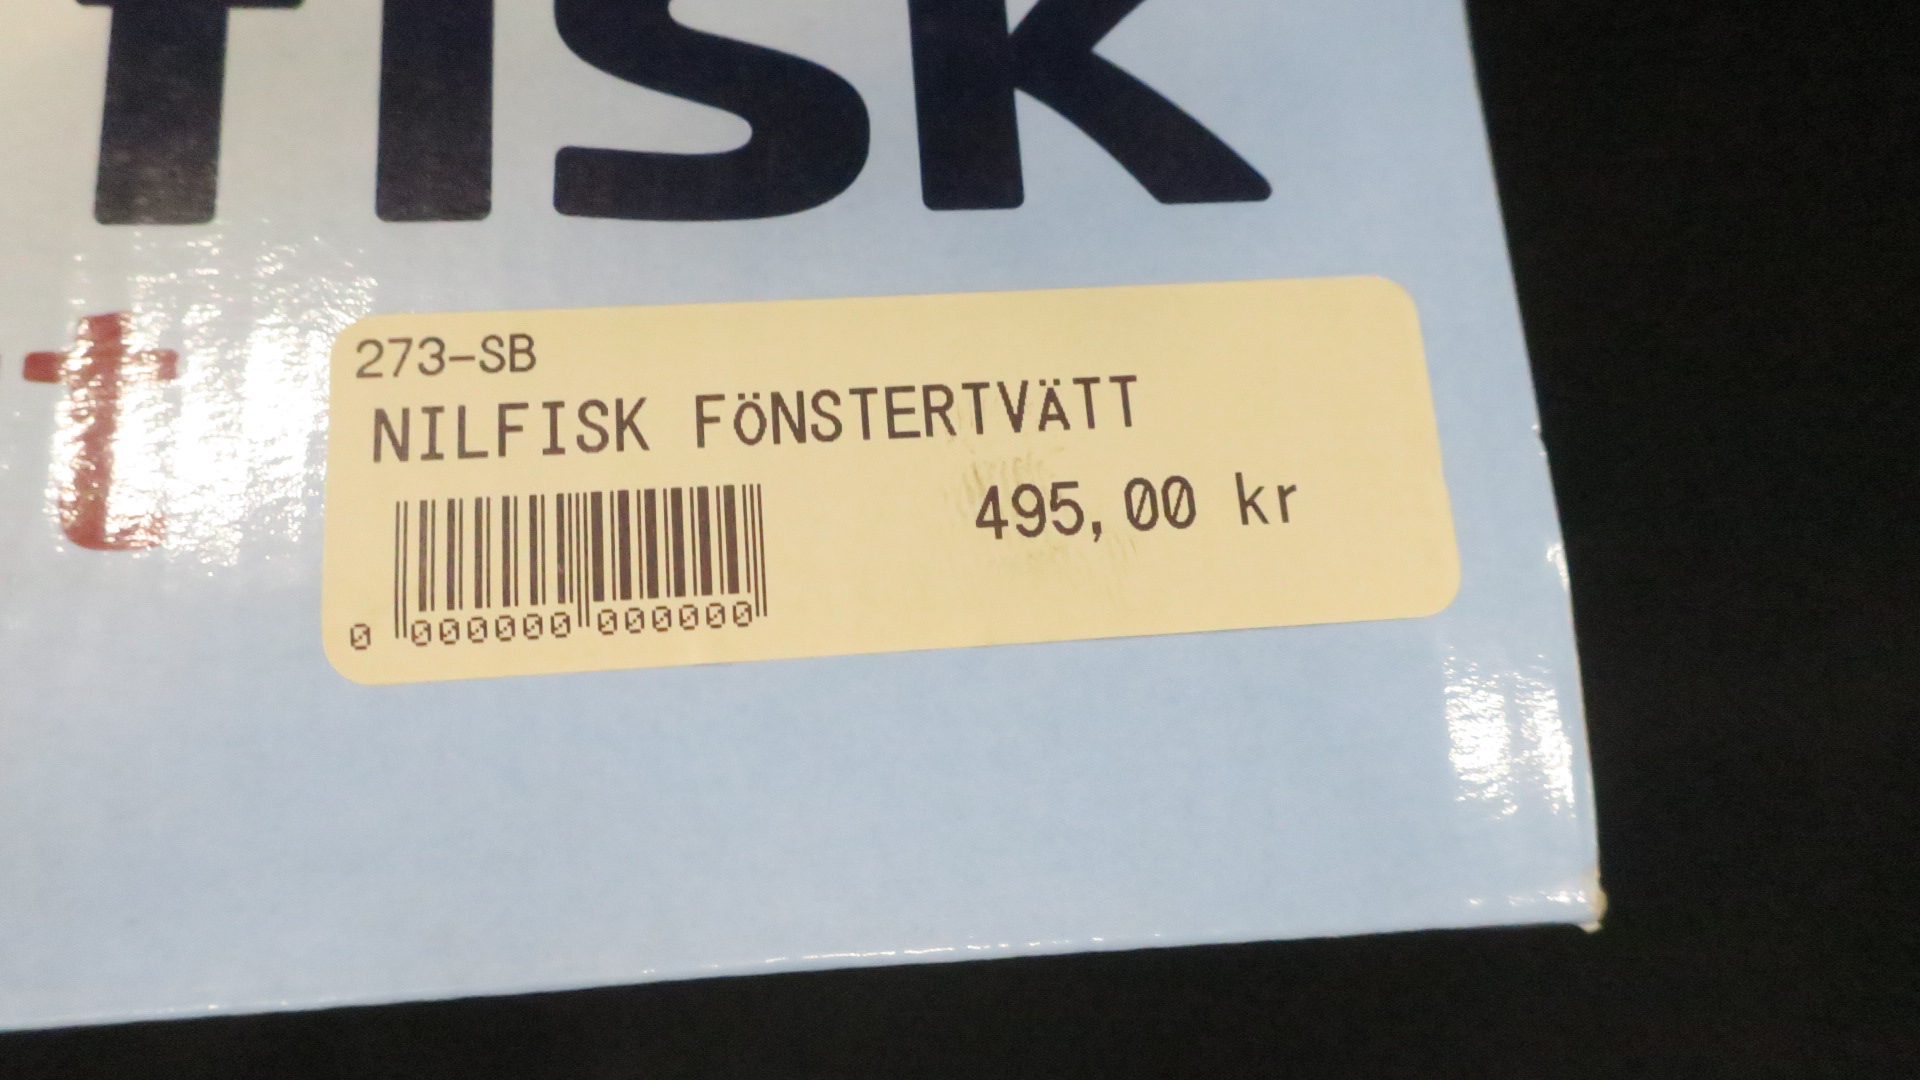 fisk
t
273-SB
NILFISK FÖNSTERTVÄTT
495,00 kr
0 000000 000000